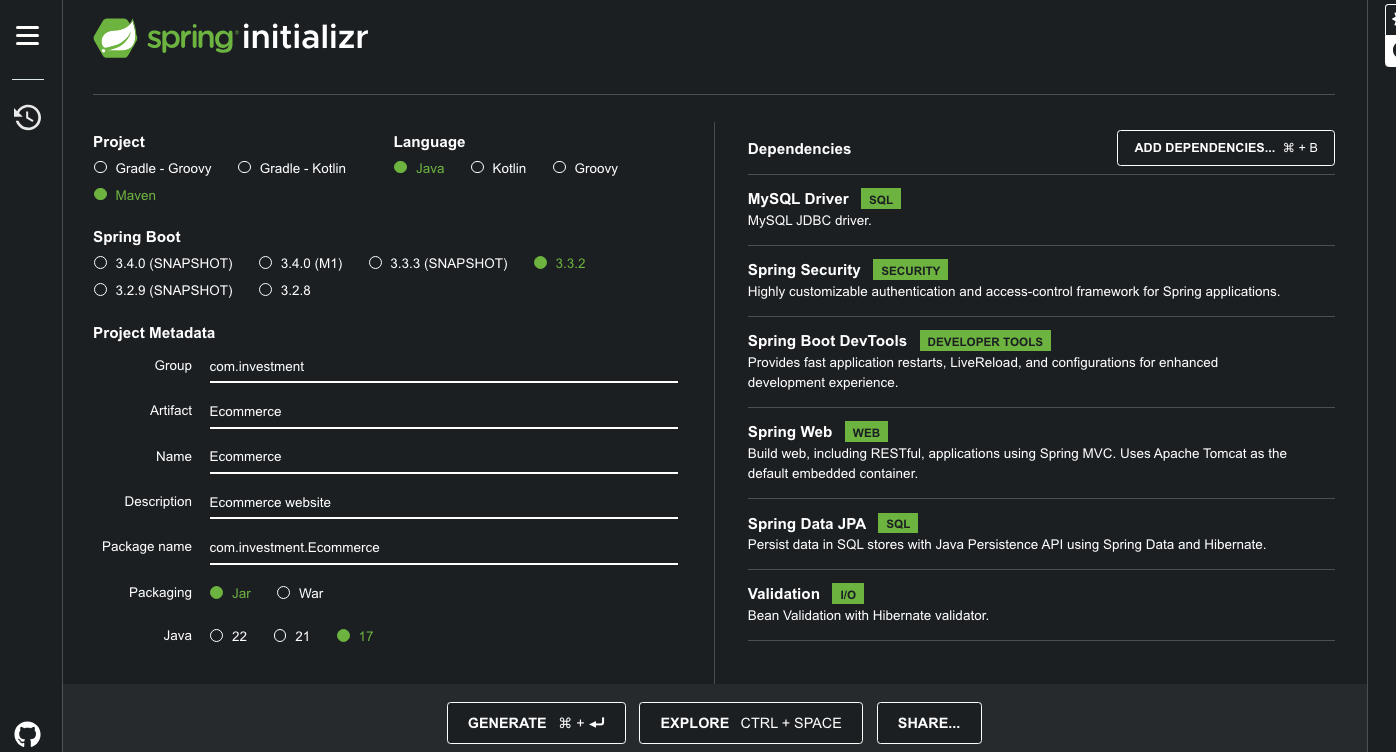 spring initializr
Project
Gradle - Groovy
Gradle - Kotlin
Maven
Language
Java
Kotlin
Groovy
Spring Boot
3.4.0 (SNAPSHOT)
3.4.0 (M1)
3.3.3 (SNAPSHOT)
3.3.2
3.2.9 (SNAPSHOT)
3.2.8
Project Metadata
Group com.investment
Artifact Ecommerce
Name Ecommerce
Description Ecommerce website
Package name com.investment.Ecommerce
Packaging Jar War
Java 22 21 17
Dependencies
ADD DEPENDENCIES... ⌘ + B
MySQL Driver SQL
MySQL JDBC driver.
Spring Security SECURITY
Highly customizable authentication and access-control framework for Spring applications.
Spring Boot DevTools DEVELOPER TOOLS
Provides fast application restarts, LiveReload, and configurations for enhanced
development experience.
Spring Web WEB
Build web, including RESTful, applications using Spring MVC. Uses Apache Tomcat as the
default embedded container.
Spring Data JPA SQL
Persist data in SQL stores with Java Persistence API using Spring Data and Hibernate.
Validation I/O
Bean Validation with Hibernate validator.
GENERATE ⌘ + ⏎
EXPLORE CTRL + SPACE
SHARE...